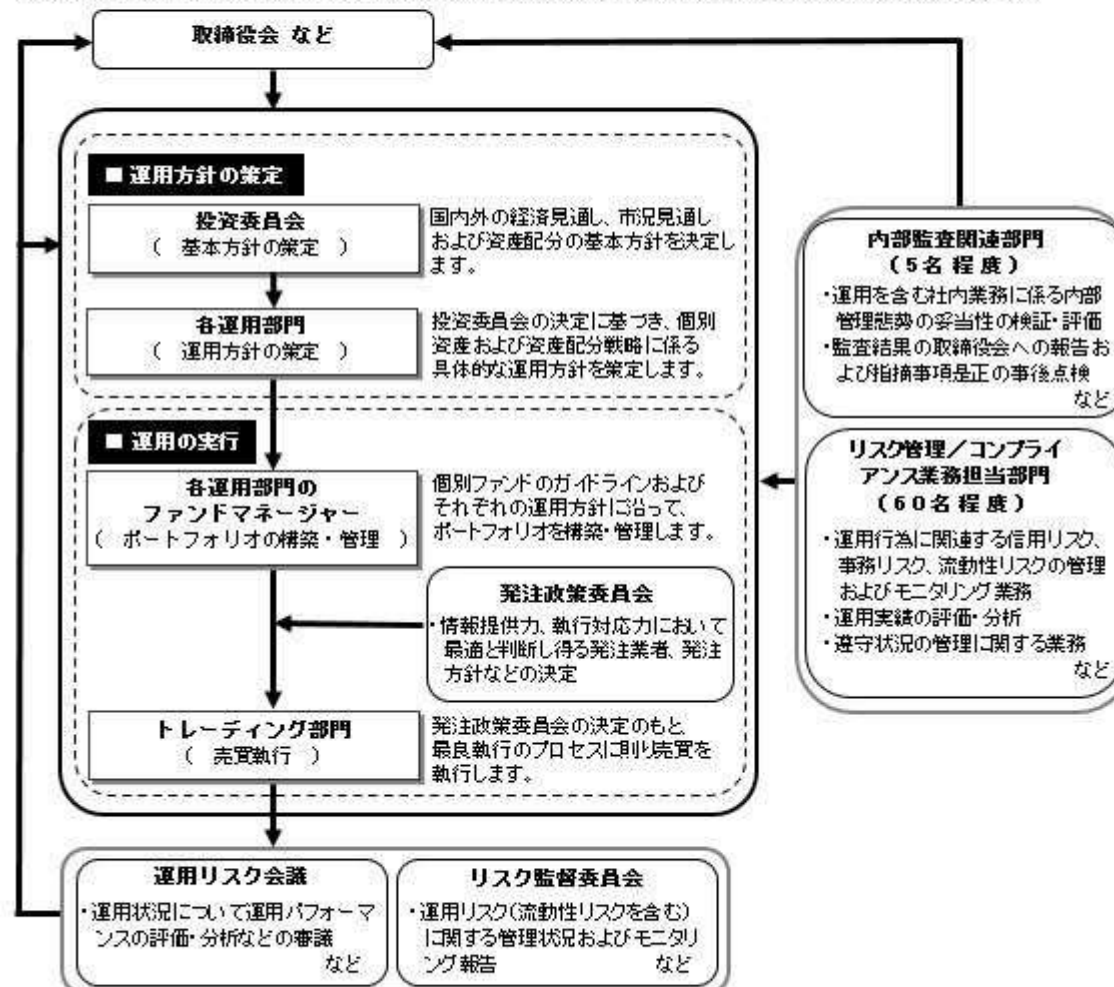 取締役会 など
■ 運用方針の策定
投資委員会
( 基本方針の策定 )
国内外の経済見通し、市況見通し
および資産配分の基本方針を決定し
ます。
各運用部門
( 運用方針の策定 )
投資委員会の決定に基づき、個別
資産および資産配分戦略に係る
具体的な運用方針を策定します。
■ 運用の実行
各運用部門の
ファンドマネージャー
( ポートフォリオの構築・管理 )
個別ファンドのガイドラインおよび
それぞれの運用方針に沿って、
ポートフォリオを構築・管理します。
発注政策委員会
・情報提供力、執行対応力において
最適と判断し得る発注業者、発注
方針などの決定
トレーディング部門
( 売買執行 )
発注政策委員会の決定のもと
最良執行のプロセスに則り売買を
執行します。
内部監査関連部門
(5名程度)
・運用を含む社内業務に係る内部
管理態勢の妥当性の検証・評価
・監査結果の取締役会への報告お
よび指摘事項是正の事後点検
など
リスク管理／コンプライ
アンス業務担当部門
(60名程度)
・運用行為に関連する信用リスク、
事務リスク、流動性リスクの管理
およびモニタリング業務
・運用実績の評価・分析
・遵守状況の管理に関する業務
など
運用リスク会議
・運用状況について運用パフォーマ
ンスの評価・分析などの審議
など
リスク監督委員会
・運用リスク(流動性リスクを含む)
に関する管理状況およびモニタリ
ング報告 など